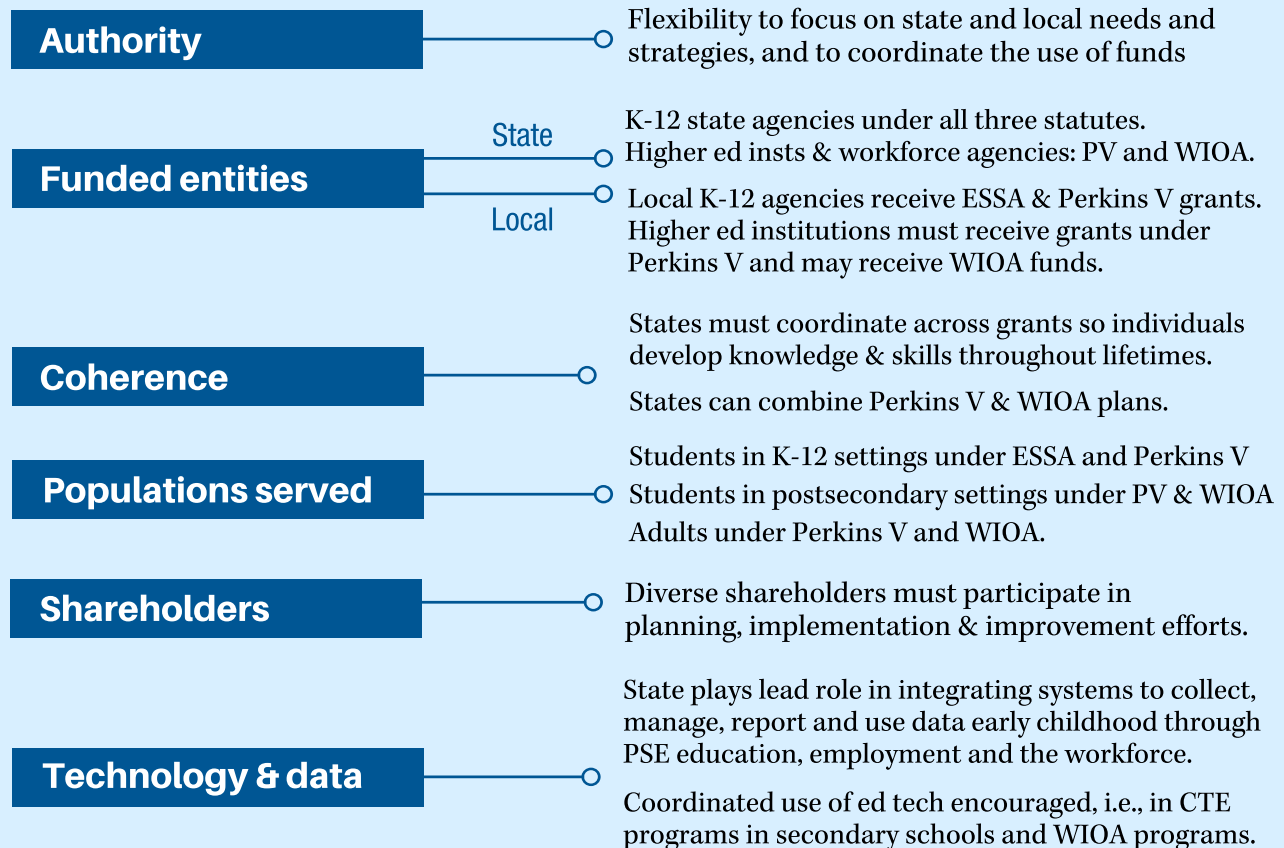 Authority
Flexibility to focus on state and local needs and
strategies, and to coordinate the use of funds
Funded entities
State
K-12 state agencies under all three statutes.
Higher ed insts & workforce agencies: PV and WIOA.
Local
Local K-12 agencies receive ESSA & Perkins V grants.
Higher ed institutions must receive grants under
Perkins V and may receive WIOA funds.
Coherence
States must coordinate across grants so individuals
develop knowledge & skills throughout lifetimes.
States can combine Perkins V & WIOA plans.
Populations served
Students in K-12 settings under ESSA and Perkins V
Students in postsecondary settings under PV & WIOA
Adults under Perkins V and WIOA.
Shareholders
Diverse shareholders must participate in
planning, implementation & improvement efforts.
Technology & data
State plays lead role in integrating systems to collect,
manage, report and use data early childhood through
PSE education, employment and the workforce.
Coordinated use of ed tech encouraged, i.e., in CTE
programs in secondary schools and WIOA programs.